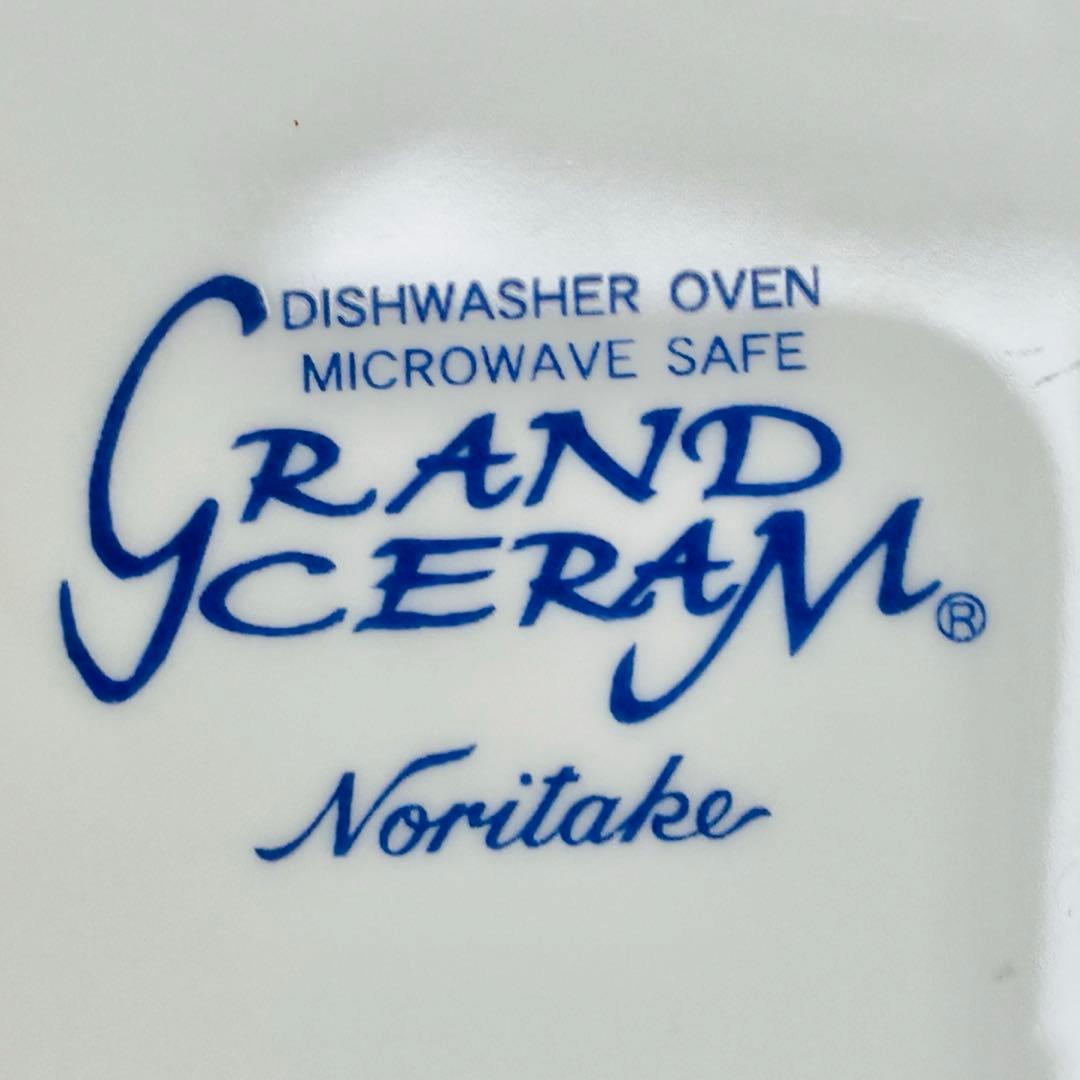 DISHWASHER OVEN
MICROWAVE SAFE
GRAND
CERAM®
Noritake